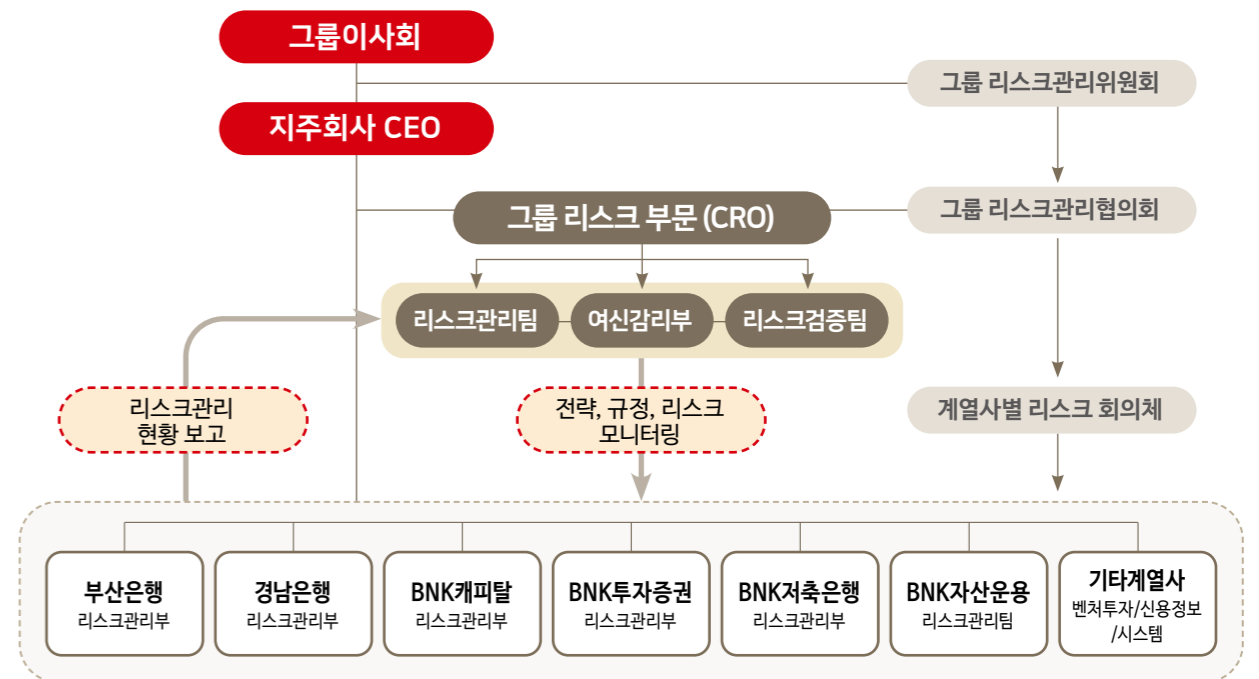 그룹이사회
그룹 리스크관리위원회
지주회사 CEO
그룹 리스크 부문 (CRO)
그룹 리스크관리협의회
리스크관리팀
여신감리부
리스크검증팀
리스크관리
현황 보고
전략, 규정, 리스크
모니터링
계열사별 리스크 회의체
부산은행
리스크관리부
경남은행
리스크관리부
BNK캐피탈
리스크관리부
BNK투자증권
리스크관리부
BNK저축은행
리스크관리부
BNK자산운용
리스크관리팀
기타계열사
벤처투자/신용정보
/시스템